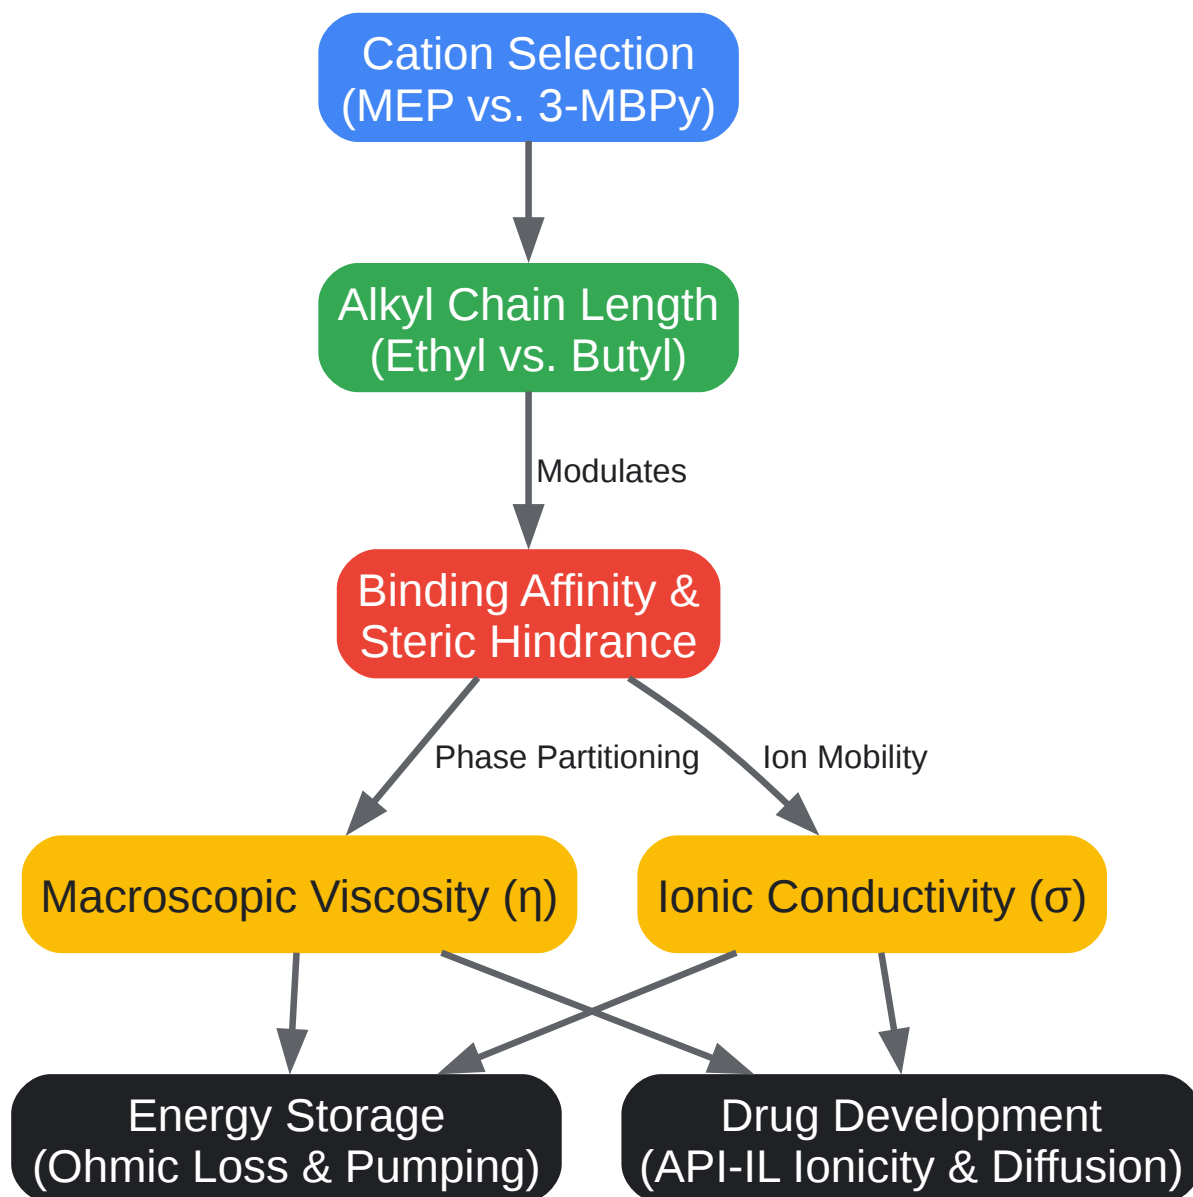 Cation Selection
(MEP vs. 3-MBPy)
Alkyl Chain Length
(Ethyl vs. Butyl)
Modulates
Binding Affinity &
Steric Hindrance
Phase Partitioning
Ion Mobility
Macroscopic Viscosity (η)
Ionic Conductivity (σ)
Energy Storage
(Ohmic Loss & Pumping)
Drug Development
(API-IL Ionicity & Diffusion)